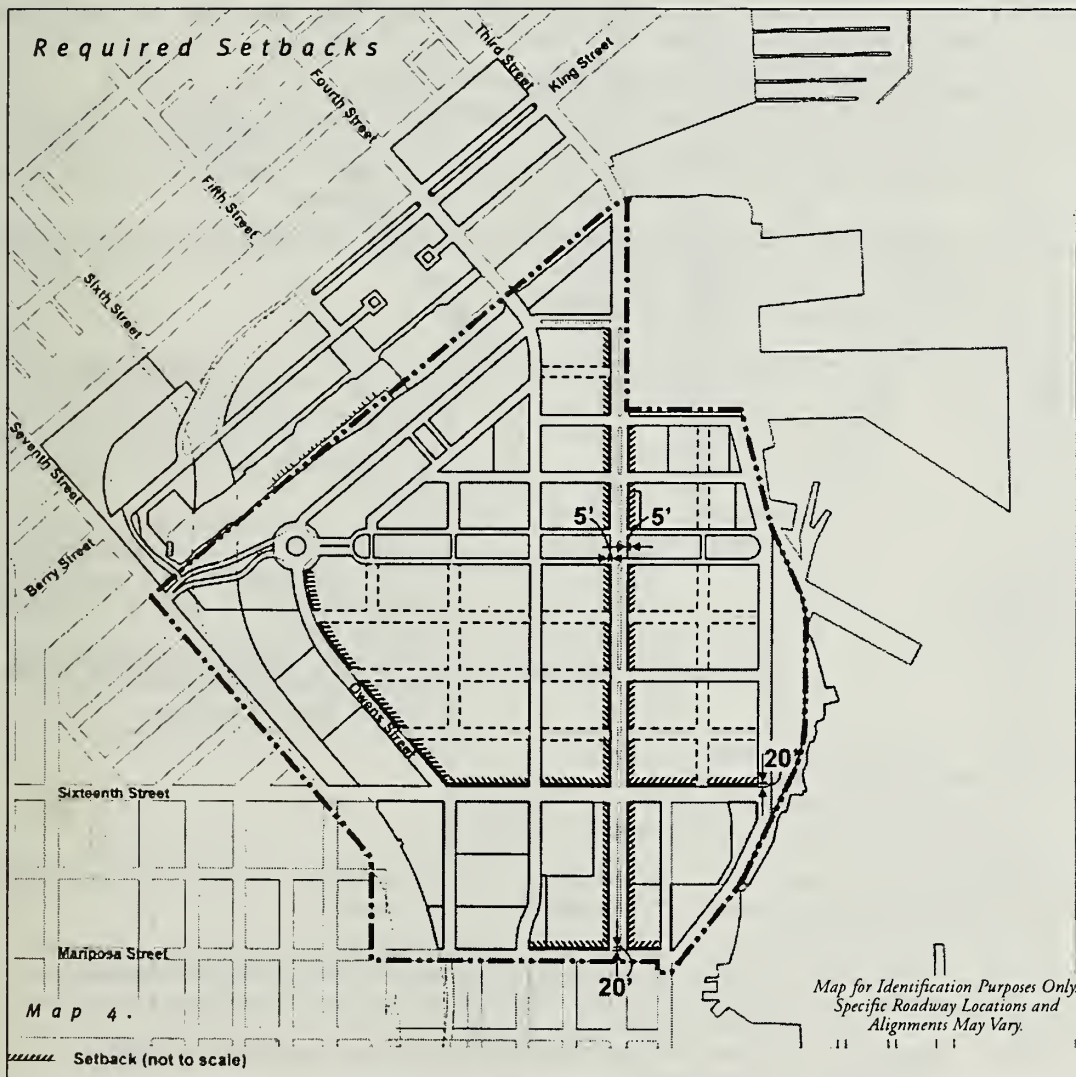 Required Setbacks
Third Street
King Street
Fourth Street
Fifth Street
Sixth Street
Seventh Street
Berry Street
5'
5'
Owens Street
20'
Sixteenth Street
Mariposa Street
20'
Map for Identification Purposes Only.
Specific Roadway Locations and
Alignments May Vary.
Map 4.
Setback (not to scale)